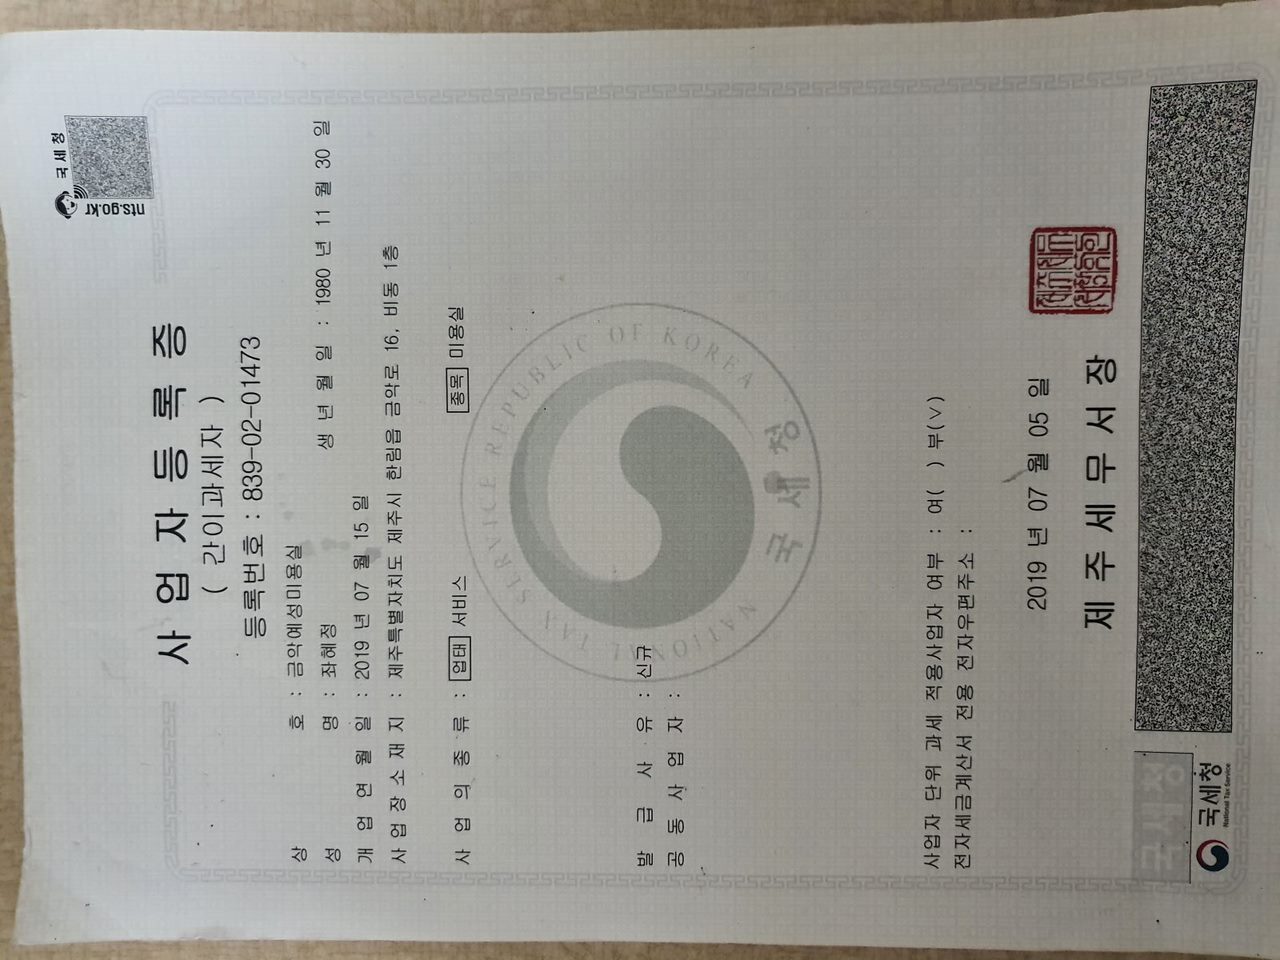 국세청
nts.go.kr
사업자등록증
( 간이과세자 )
등록번호 : 839-02-01473
상 호 : 금악예성미용실
성 명 : 좌혜정 생 년 월 일 : 1980 년 11 월 30 일
개 업 연 월 일 : 2019 년 07 월 15 일
사 업 장 소 재 지 : 제주특별자치도 제주시 한림읍 금악로 16, 비동 1층
사 업 의 종 류 : 업태 서비스 종목 미용실
NATIONAL TAX SERVICE REPUBLIC OF KOREA
국세청
발 급 사 유 : 신규
공 동 사 업 자 :
사업자 단위 과세 적용사업자 여부 : 여( ) 부(∨)
전자세금계산서 전용 전자우편주소 :
2019 년 07 월 05 일
제 주 세 무 서 장
국세청
국세청
National Tax Service